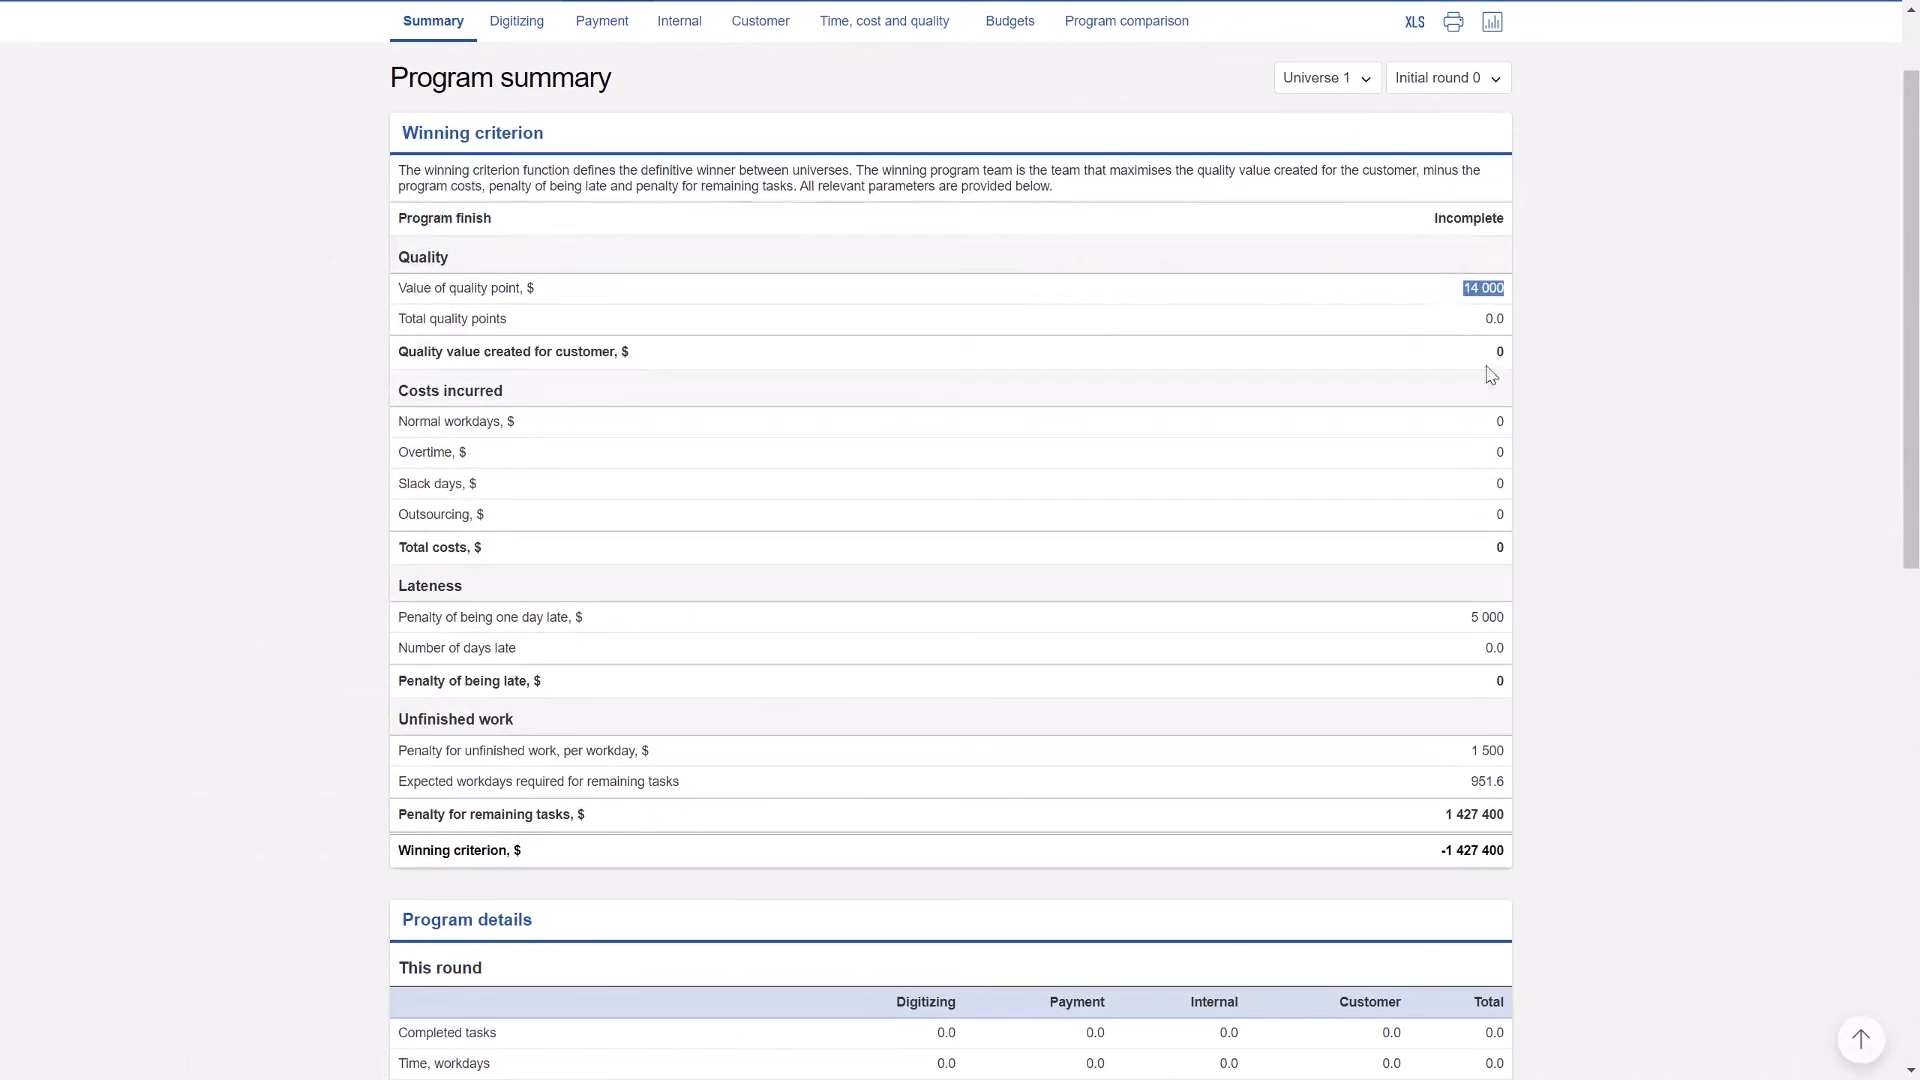 Summary Digitizing Payment Internal Customer Time, cost and quality Budgets Program comparison XLS
Program summary Universe 1 Initial round 0
Winning criterion
The winning criterion function defines the definitive winner between universes. The winning program team is the team that maximises the quality value created for the customer, minus the
program costs, penalty of being late and penalty for remaining tasks. All relevant parameters are provided below.
Program finish Incomplete
Quality
Value of quality point, $ 14 000
Total quality points 0.0
Quality value created for customer, $ 0
Costs incurred
Normal workdays, $ 0
Overtime, $ 0
Slack days, $ 0
Outsourcing, $ 0
Total costs, $ 0
Lateness
Penalty of being one day late, $ 5 000
Number of days late 0.0
Penalty of being late, $ 0
Unfinished work
Penalty for unfinished work, per workday, $ 1 500
Expected workdays required for remaining tasks 951.6
Penalty for remaining tasks, $ 1 427 400
Winning criterion, $ -1 427 400
Program details
This round
Digitizing Payment Internal Customer Total
Completed tasks 0.0 0.0 0.0 0.0 0.0
Time, workdays 0.0 0.0 0.0 0.0 0.0